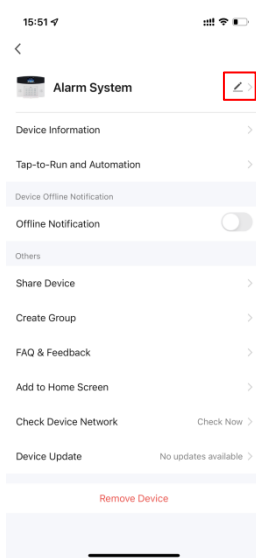 15:51
Alarm System
Device Information
Tap-to-Run and Automation
Device Offline Notification
Offline Notification
Others
Share Device
Create Group
FAQ & Feedback
Add to Home Screen
Check Device Network Check Now
Device Update No updates available
Remove Device